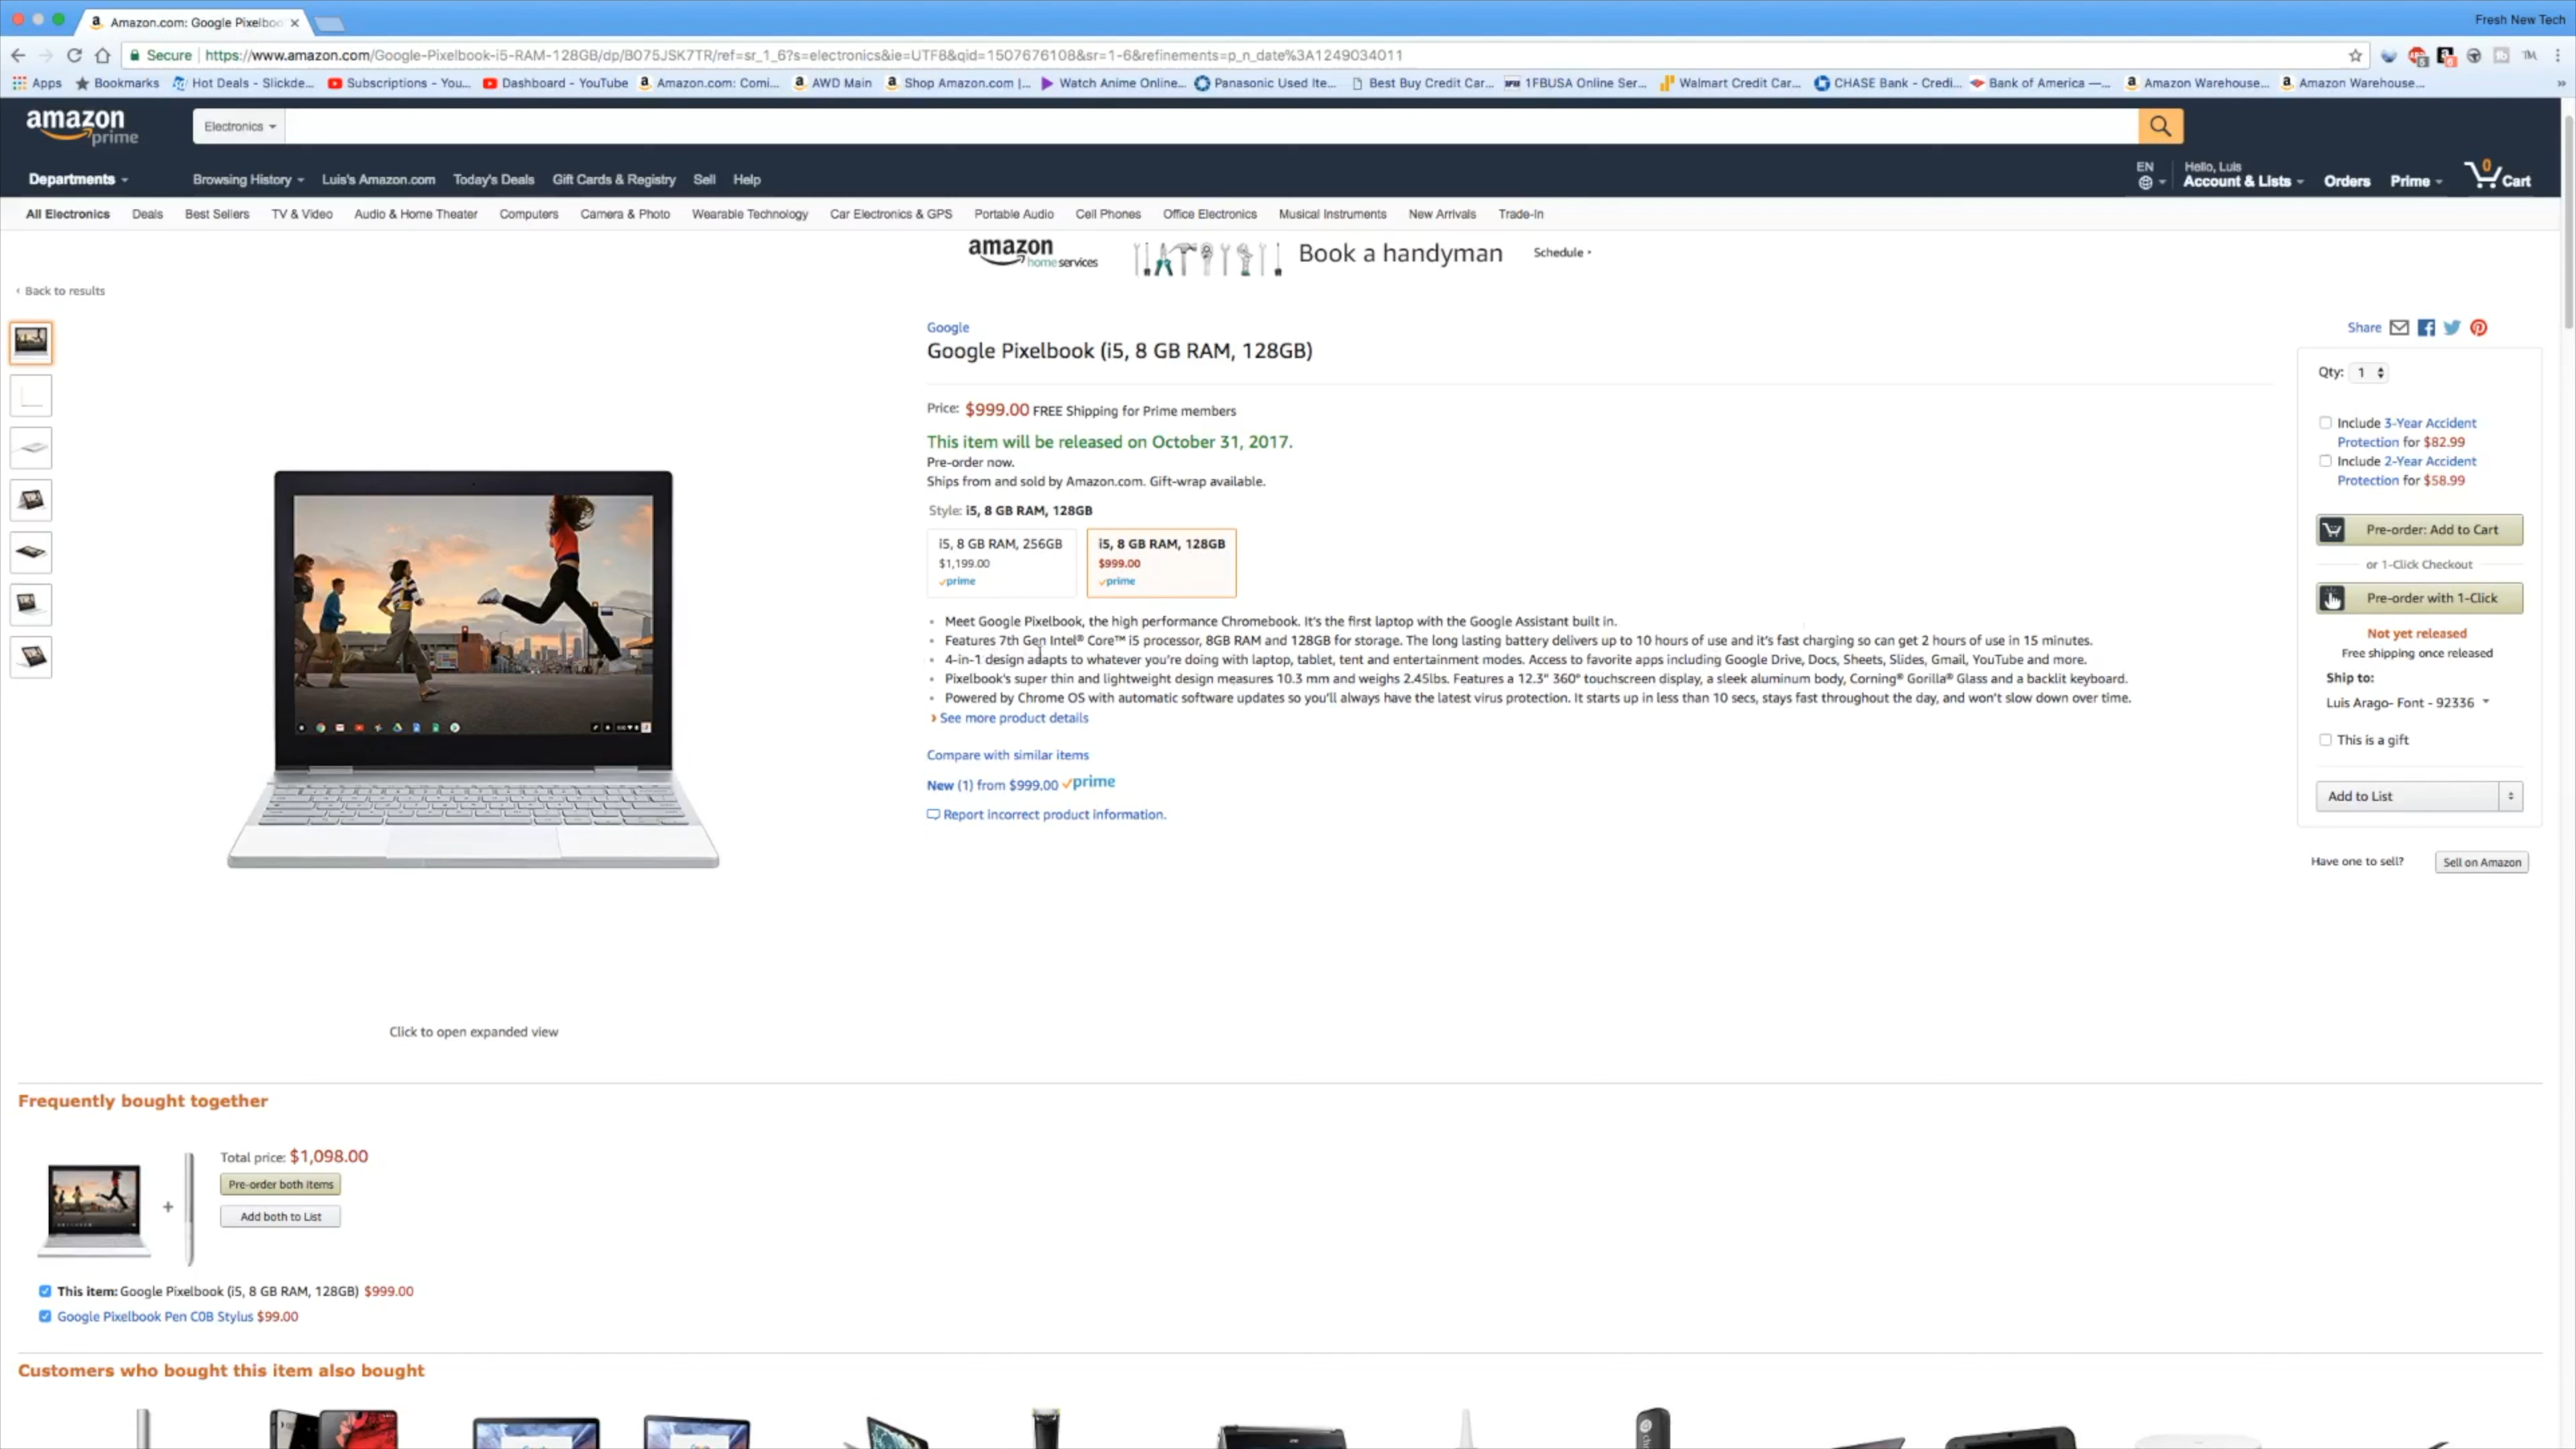 Amazon.com: Google Pixelboo
Fresh New Tech
Secure https://www.amazon.com/Google-Pixelbook-i5-RAM-128GB/dp/B075JSK7TR/ref=sr_1_6?s=electronics&ie=UTF8&qid=1507676108&sr=1-6&refinements=p_n_date%3A1249034011
Apps Bookmarks Hot Deals - Slickde... Subscriptions - You... Dashboard - YouTube Amazon.com: Comi... AWD Main Shop Amazon.com |... Watch Anime Online... Panasonic Used Ite... Best Buy Credit Car... 1FBUSA Online Ser... Walmart Credit Car... CHASE Bank - Credi... Bank of America —... Amazon Warehouse... Amazon Warehouse...
amazon prime
Electronics
EN
Hello, Luis
0
Departments Browsing History Luis's Amazon.com Today's Deals Gift Cards & Registry Sell Help Account & Lists Orders Prime Cart
All Electronics Deals Best Sellers TV & Video Audio & Home Theater Computers Camera & Photo Wearable Technology Car Electronics & GPS Portable Audio Cell Phones Office Electronics Musical Instruments New Arrivals Trade-In
amazon home services Book a handyman Schedule
‹ Back to results
Google
Google Pixelbook (i5, 8 GB RAM, 128GB)
Price: $999.00 FREE Shipping for Prime members
This item will be released on October 31, 2017.
Pre-order now.
Ships from and sold by Amazon.com. Gift-wrap available.
Style: i5, 8 GB RAM, 128GB
i5, 8 GB RAM, 256GB
$1,199.00
prime
i5, 8 GB RAM, 128GB
$999.00
prime
• Meet Google Pixelbook, the high performance Chromebook. It's the first laptop with the Google Assistant built in.
• Features 7th Gen Intel® Core™ i5 processor, 8GB RAM and 128GB for storage. The long lasting battery delivers up to 10 hours of use and it's fast charging so can get 2 hours of use in 15 minutes.
• 4-in-1 design adapts to whatever you're doing with laptop, tablet, tent and entertainment modes. Access to favorite apps including Google Drive, Docs, Sheets, Slides, Gmail, YouTube and more.
• Pixelbook's super thin and lightweight design measures 10.3 mm and weighs 2.45lbs. Features a 12.3" 360° touchscreen display, a sleek aluminum body, Corning® Gorilla® Glass and a backlit keyboard.
• Powered by Chrome OS with automatic software updates so you'll always have the latest virus protection. It starts up in less than 10 secs, stays fast throughout the day, and won't slow down over time.
› See more product details
Compare with similar items
New (1) from $999.00 prime
Report incorrect product information.
Share
Qty: 1
Include 3-Year Accident
Protection for $82.99
Include 2-Year Accident
Protection for $58.99
Pre-order: Add to Cart
or 1-Click Checkout
Pre-order with 1-Click
Not yet released
Free shipping once released
Ship to:
Luis Arago- Font - 92336
This is a gift
Add to List
Have one to sell? Sell on Amazon
Click to open expanded view
Frequently bought together
Total price: $1,098.00
+
Pre-order both items
Add both to List
This item: Google Pixelbook (i5, 8 GB RAM, 128GB) $999.00
Google Pixelbook Pen C0B Stylus $99.00
Customers who bought this item also bought